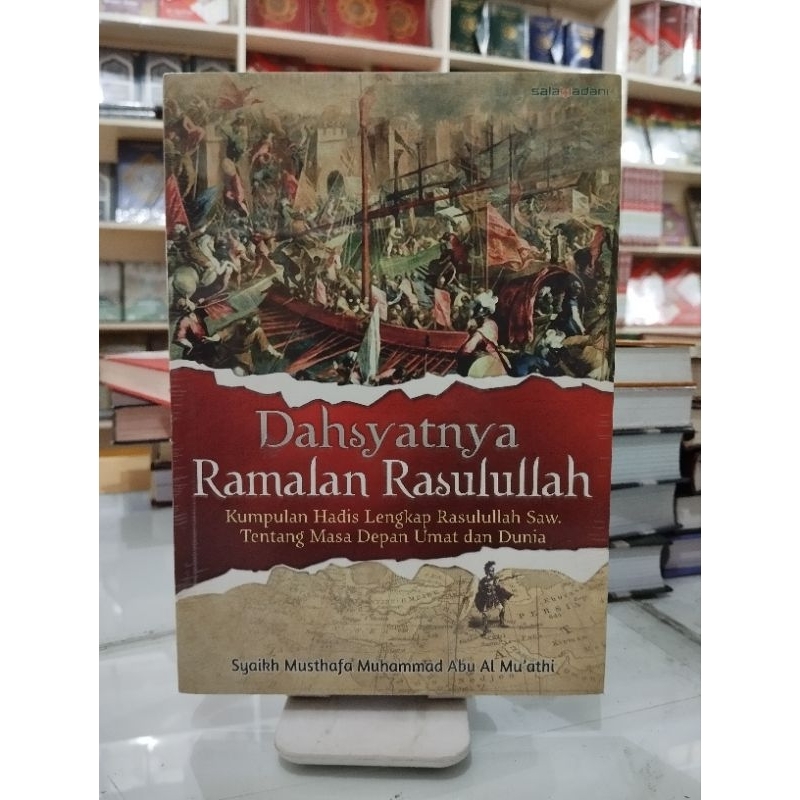 salamadani
Dahsyatnya
Ramalan Rasulullah
Kumpulan Hadis Lengkap Rasulullah Saw.
Tentang Masa Depan Umat dan Dunia
PERSIA
Syaikh Musthafa Muhammad Abu Al Mu'athi